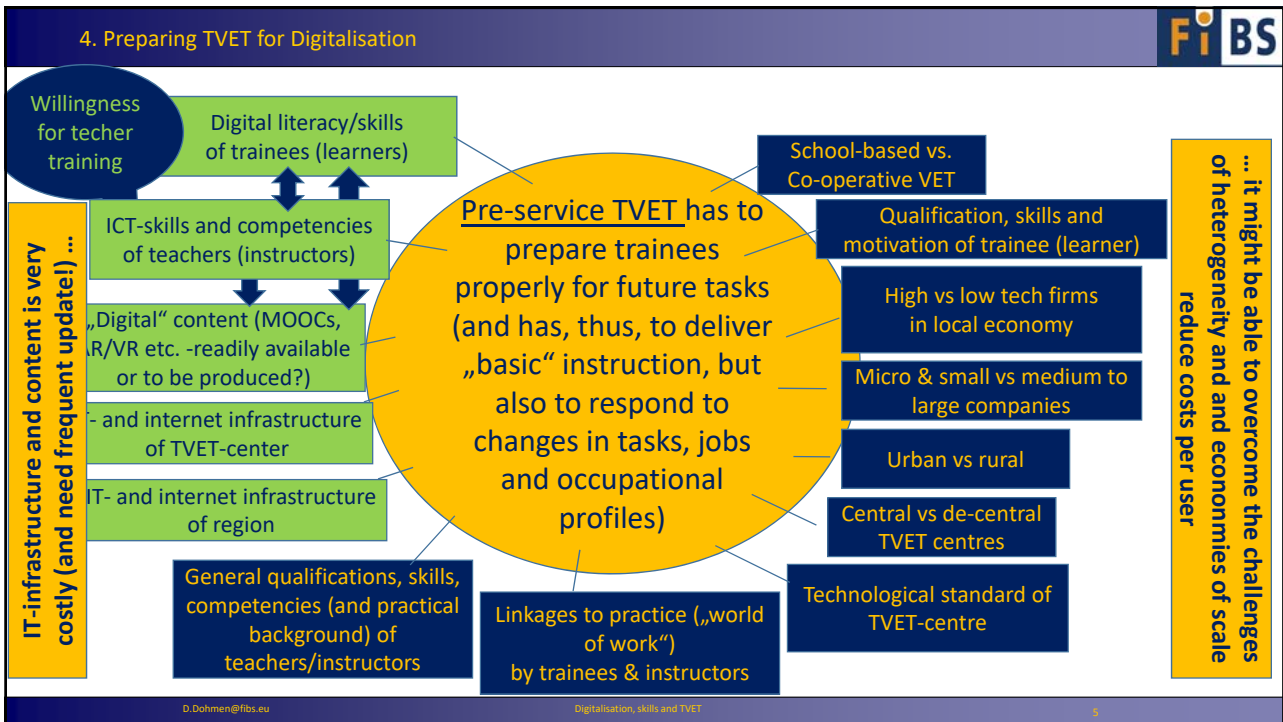 4. Preparing TVET for Digitalisation
FiBS
Willingness
for techer
training
Digital literacy/skills
of trainees (learners)
ICT-skills and competencies
of teachers (instructors)
„Digital“ content (MOOCs,
AR/VR etc. -readily available
or to be produced?)
- and internet infrastructure
of TVET-center
IT- and internet infrastructure
of region
IT-infrastructure and content is very
costly (and need frequent update!) ...
General qualifications, skills,
competencies (and practical
background) of
teachers/instructors
Pre-service TVET has to
prepare trainees
properly for future tasks
(and has, thus, to deliver
„basic“ instruction, but
also to respond to
changes in tasks, jobs
and occupational
profiles)
Linkages to practice („world
of work“)
by trainees & instructors
School-based vs.
Co-operative VET
Qualification, skills and
motivation of trainee (learner)
High vs low tech firms
in local economy
Micro & small vs medium to
large companies
Urban vs rural
Central vs de-central
TVET centres
Technological standard of
TVET-centre
... it might be able to overcome the challenges
of heterogeneity and and econonmies of scale
reduce costs per user
D.Dohmen@fibs.eu
Digitalisation, skills and TVET
5